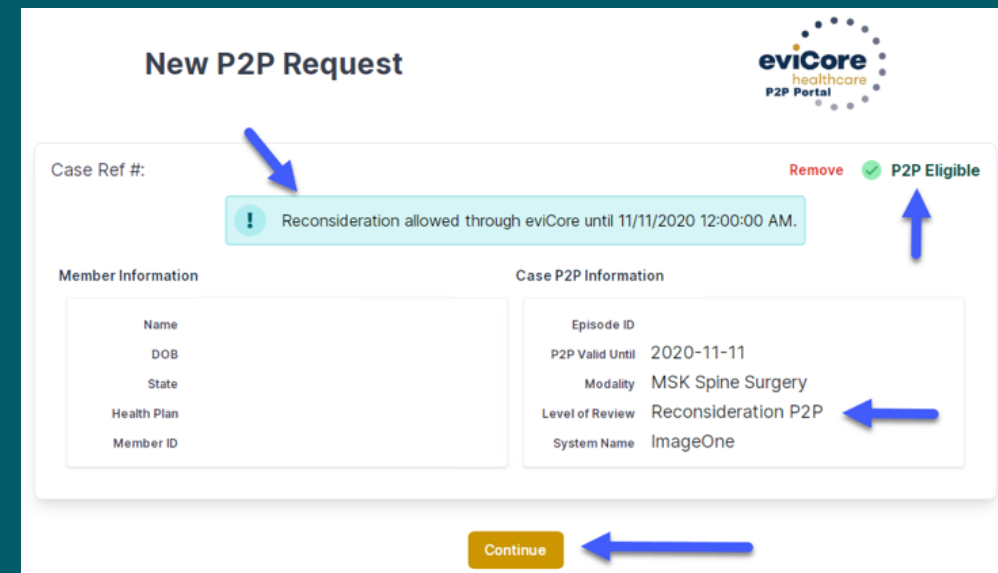 New P2P Request
eviCore
healthcare
P2P Portal
Case Ref #:
Remove
P2P Eligible
! Reconsideration allowed through eviCore until 11/11/2020 12:00:00 AM.
Member Information
Name
DOB
State
Health Plan
Member ID
Case P2P Information
Episode ID
P2P Valid Until 2020-11-11
Modality MSK Spine Surgery
Level of Review Reconsideration P2P
System Name ImageOne
Continue